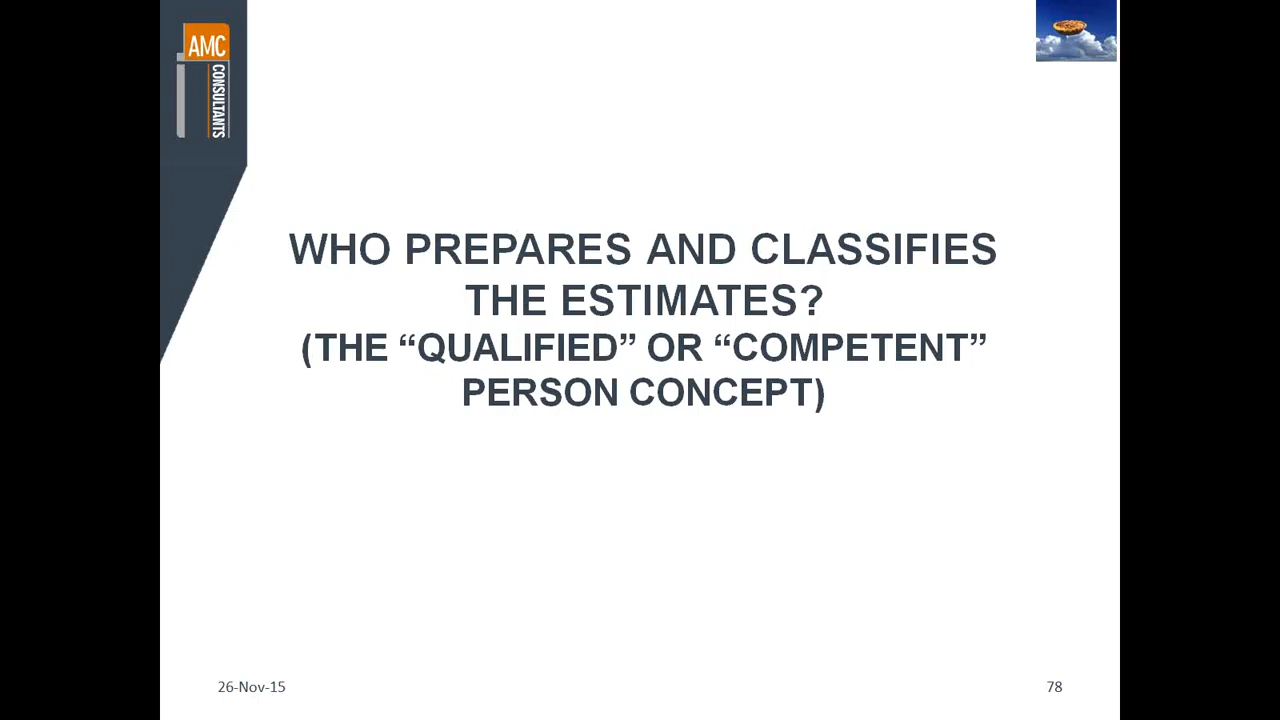 AMC
CONSULTANTS
WHO PREPARES AND CLASSIFIES
THE ESTIMATES?
(THE “QUALIFIED” OR “COMPETENT”
PERSON CONCEPT)
26-Nov-15
78